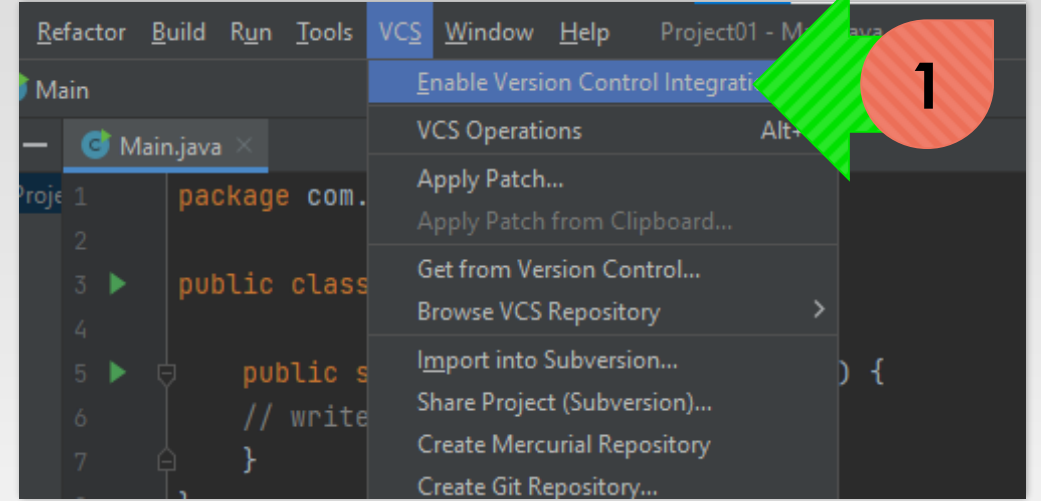 Refactor Build Run Tools VCS Window Help Project01 - M ava
1
Main
Enable Version Control Integrati
VCS Operations Alt+
Main.java
Apply Patch...
Proje
1 package com.
Apply Patch from Clipboard...
2
3 public class
Get from Version Control...
4
Browse VCS Repository
5 public s ) {
Import into Subversion...
6 // write
Share Project (Subversion)...
7 }
Create Mercurial Repository
Create Git Repository...